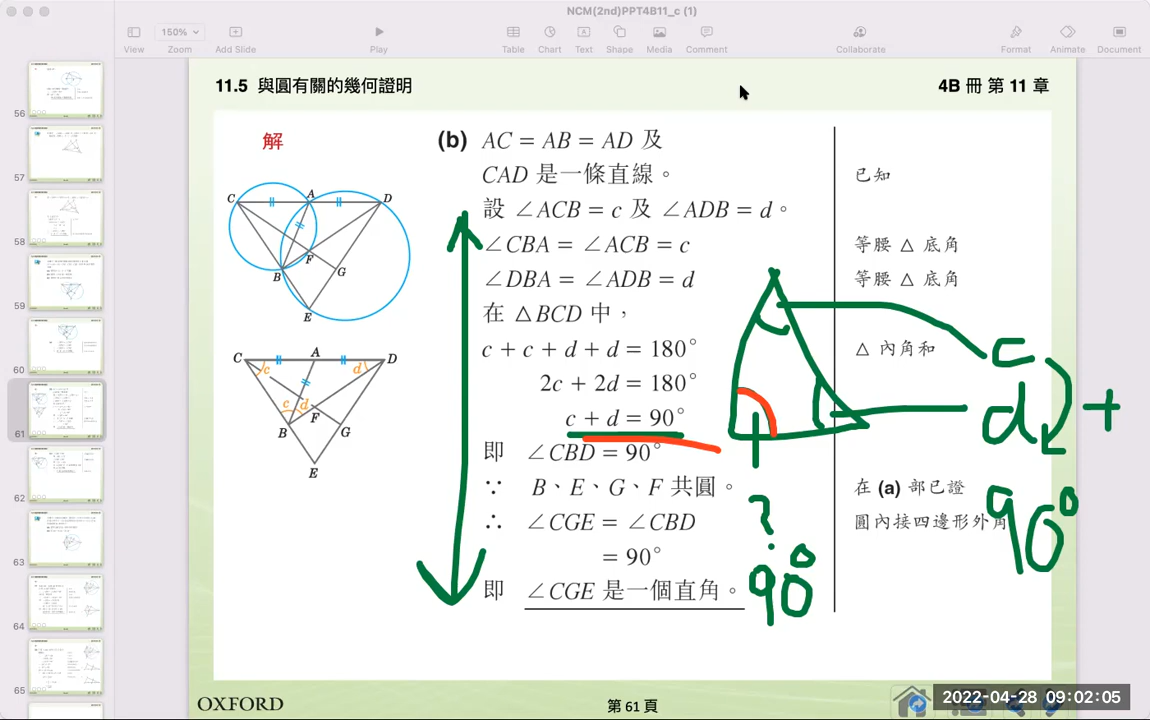 NCM(2nd)PPT4B11_c (1)
150%
View Zoom Add Slide Play Table Chart Text Shape Media Comment Collaborate Format Animate Document
11.5 與圓有關的幾何證明 4B 冊 第 11 章
解
(b) AC = AB = AD 及
CAD 是一條直線。 已知
設 ∠ACB = c 及 ∠ADB = d。
∠CBA = ∠ACB = c 等腰 △ 底角
∠DBA = ∠ADB = d 等腰 △ 底角
在 △BCD 中，
c + c + d + d = 180° △ 內角和
2c + 2d = 180°
c + d = 90°
即 ∠CBD = 90°
∵ B、E、G、F 共圓。 在 (a) 部已證
∴ ∠CGE = ∠CBD 圓內接四邊形外角
= 90°
即 ∠CGE 是一個直角。
C A D
B F G
E
C A D
c d
c d
B F G
E
c
d
+
90°
?
90°
56
57
58
59
60
61
62
63
64
65
OXFORD 第 61 頁
2022-04-28 09:02:05